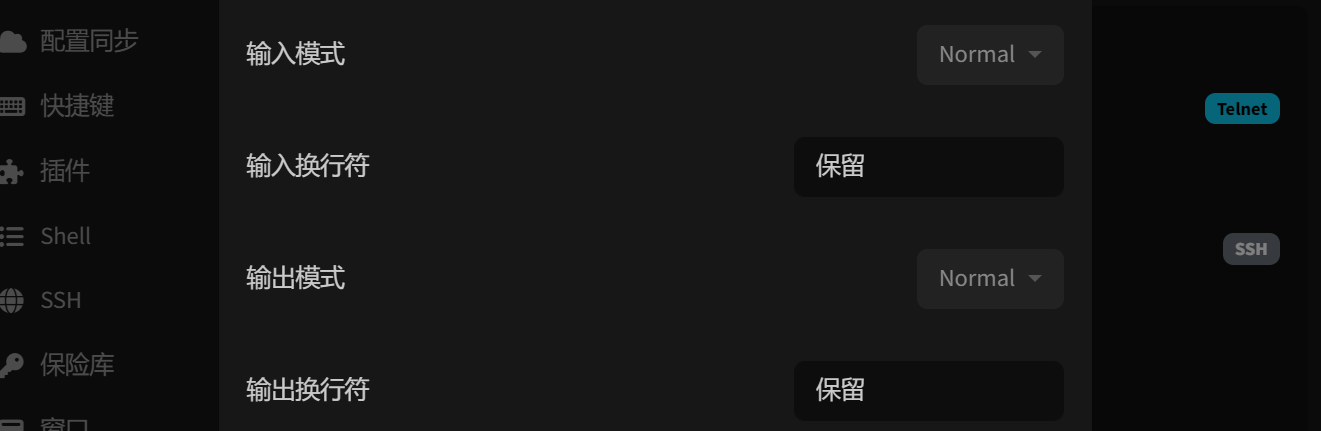 配置同步
快捷键
插件
Shell
SSH
保险库
窗口
输入模式
Normal
输入换行符
保留
输出模式
Normal
输出换行符
保留
Telnet
SSH